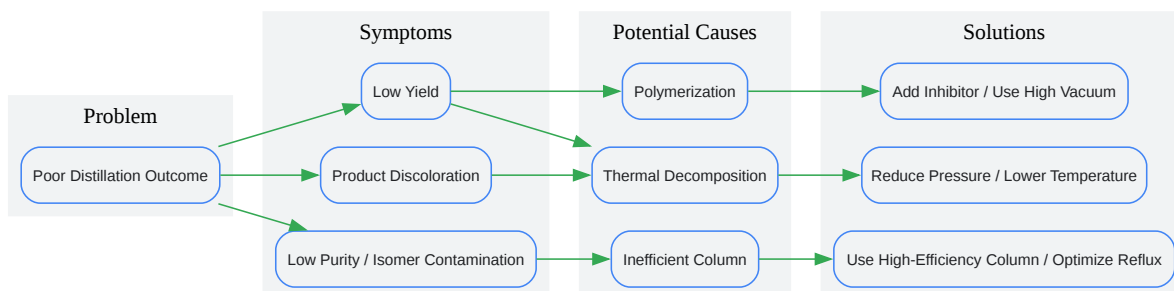 Problem
Poor Distillation Outcome
Symptoms
Low Yield
Product Discoloration
Low Purity / Isomer Contamination
Potential Causes
Polymerization
Thermal Decomposition
Inefficient Column
Solutions
Add Inhibitor / Use High Vacuum
Reduce Pressure / Lower Temperature
Use High-Efficiency Column / Optimize Reflux